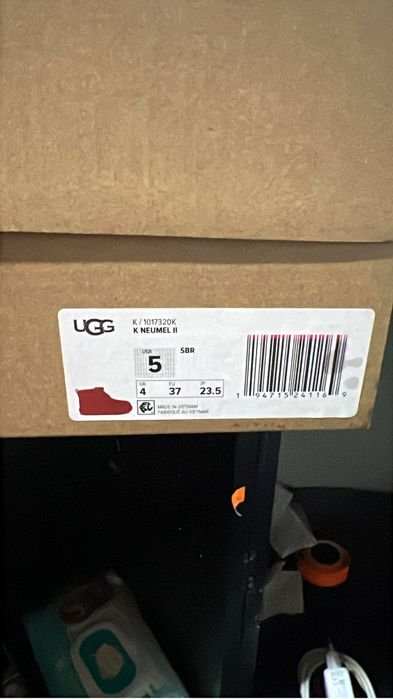 UGG
K / 1017320K
K NEUMEL II
USA
5
SBR
UK
4
EU
37
JP
23.5
MADE IN VIETNAM
FABRIQUÉ AU VIETNAM
1 94715 24116 9